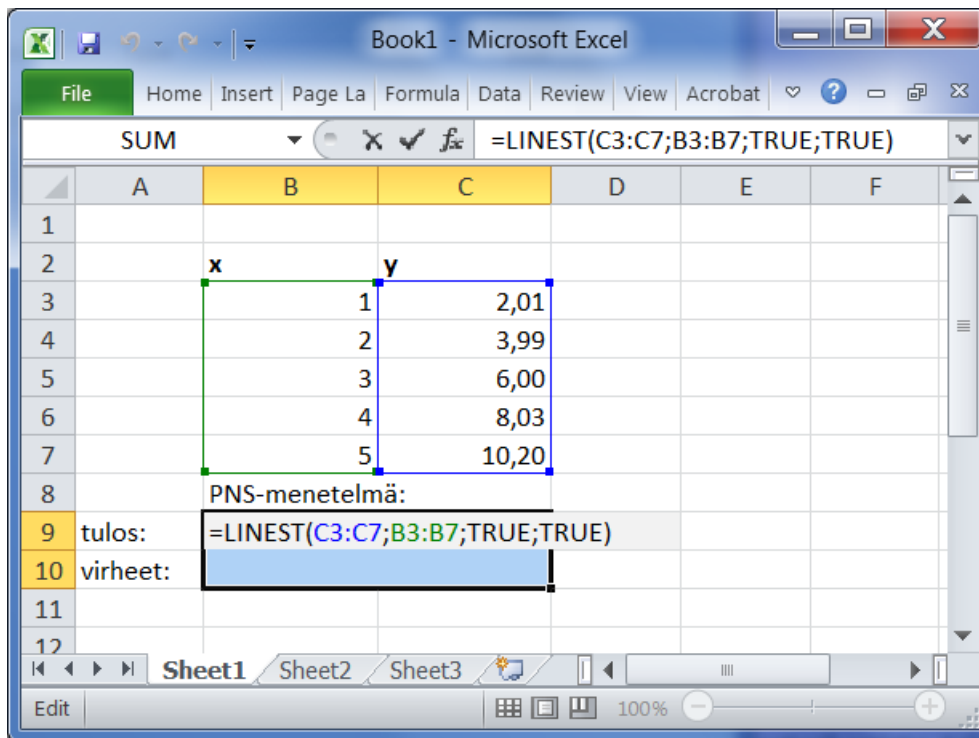 Book1 - Microsoft Excel
File Home Insert Page La Formula Data Review View Acrobat
SUM fx =LINEST(C3:C7;B3:B7;TRUE;TRUE)
A B C D E F
1
2 x y
3 1 2,01
4 2 3,99
5 3 6,00
6 4 8,03
7 5 10,20
8 PNS-menetelmä:
9 tulos: =LINEST(C3:C7;B3:B7;TRUE;TRUE)
10 virheet:
11
12
Sheet1 Sheet2 Sheet3
Edit 100%